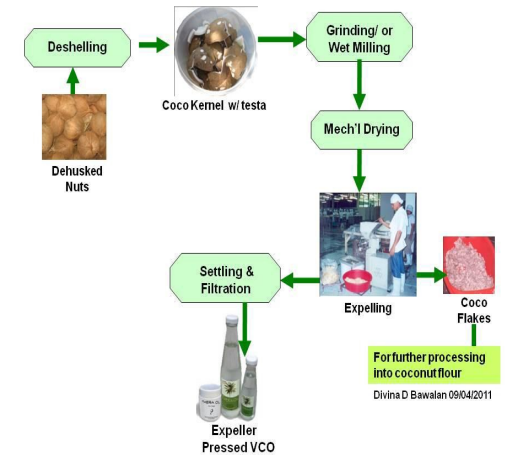 Deshelling
Grinding/ or
Wet Milling
Coco Kernel w/ testa
Mech'l Drying
Dehusked
Nuts
Settling &
Filtration
Expelling
Coco
Flakes
For further processing
into coconut flour
Divina D Bawalan 09/04/2011
Expeller
Pressed VCO